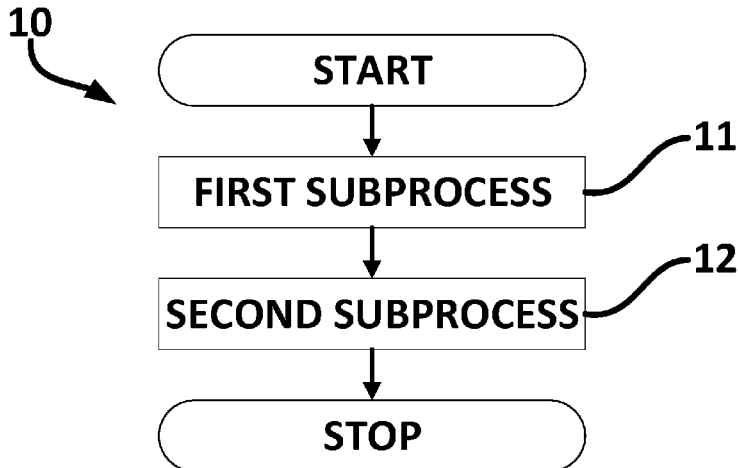 10
START
11
FIRST SUBPROCESS
12
SECOND SUBPROCESS
STOP